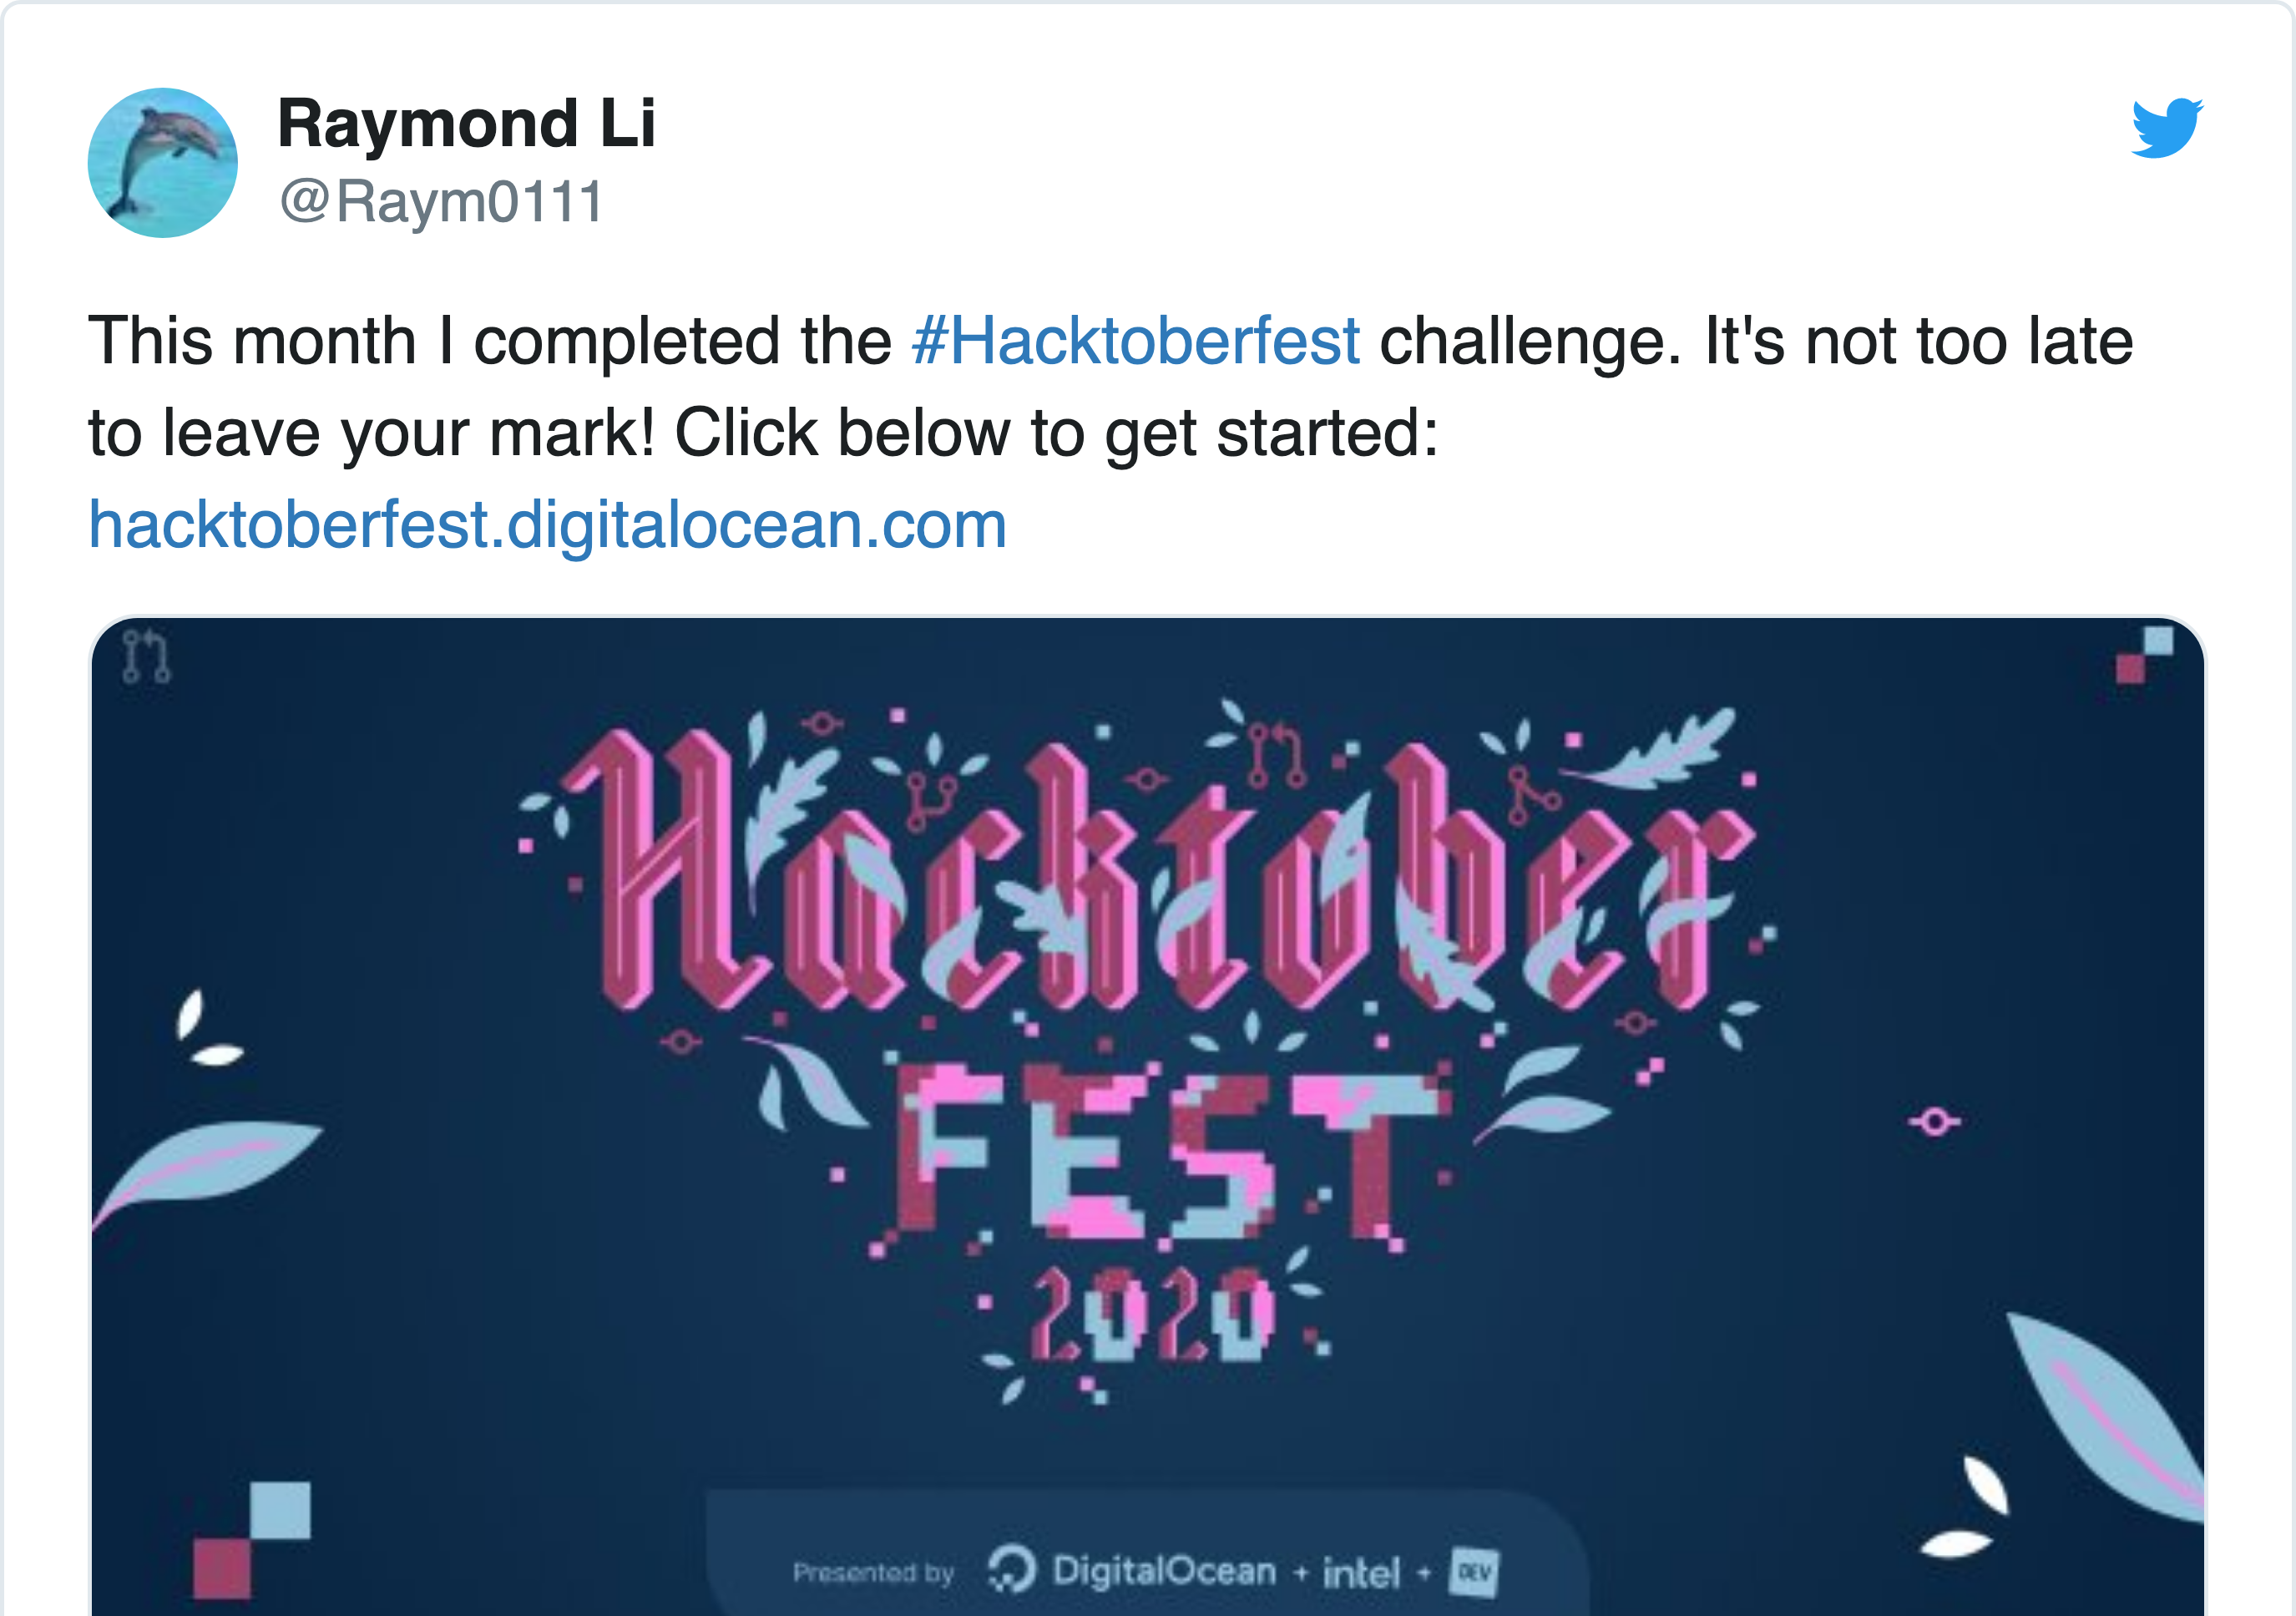 Raymond Li
@Raym0111
This month I completed the #Hacktoberfest challenge. It's not too late
to leave your mark! Click below to get started:
hacktoberfest.digitalocean.com
Hacktober
FEST
2020
Presented by DigitalOcean + intel + DEV